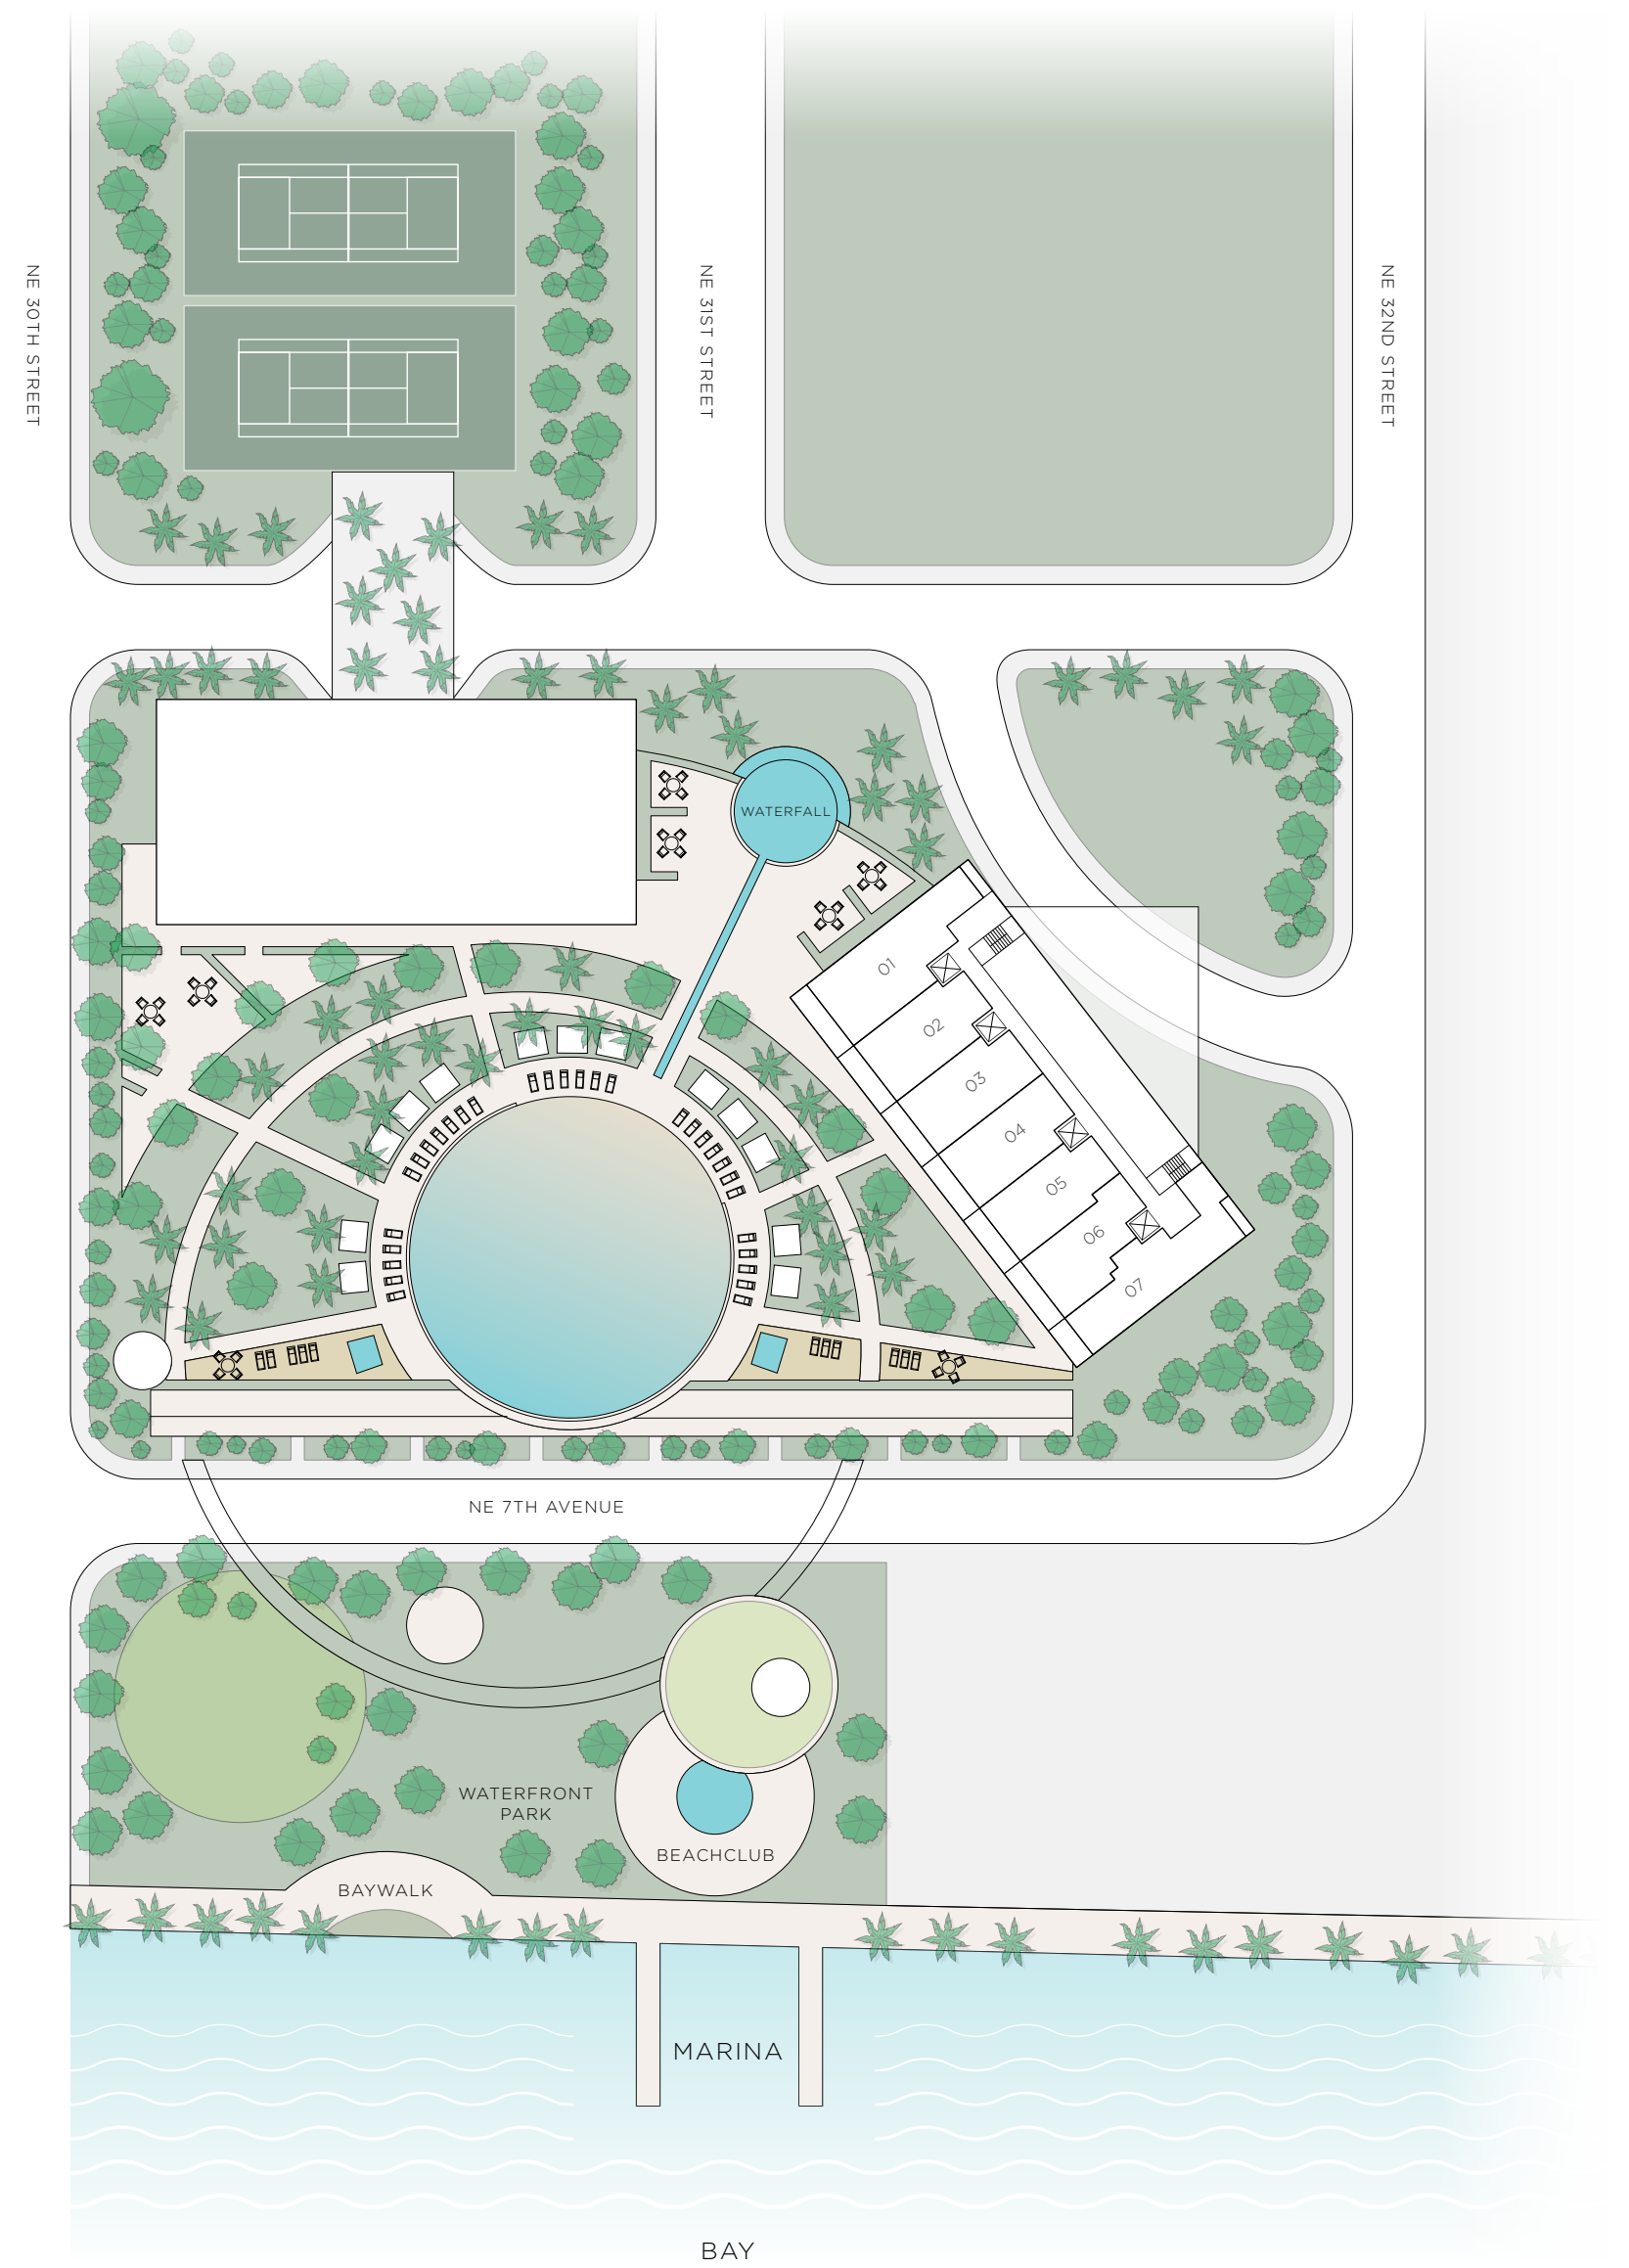 NE 30TH STREET
NE 31ST STREET
NE 32ND STREET
WATERFALL
01
02
03
04
05
06
07
NE 7TH AVENUE
WATERFRONT
PARK
BEACHCLUB
BAYWALK
MARINA
BAY